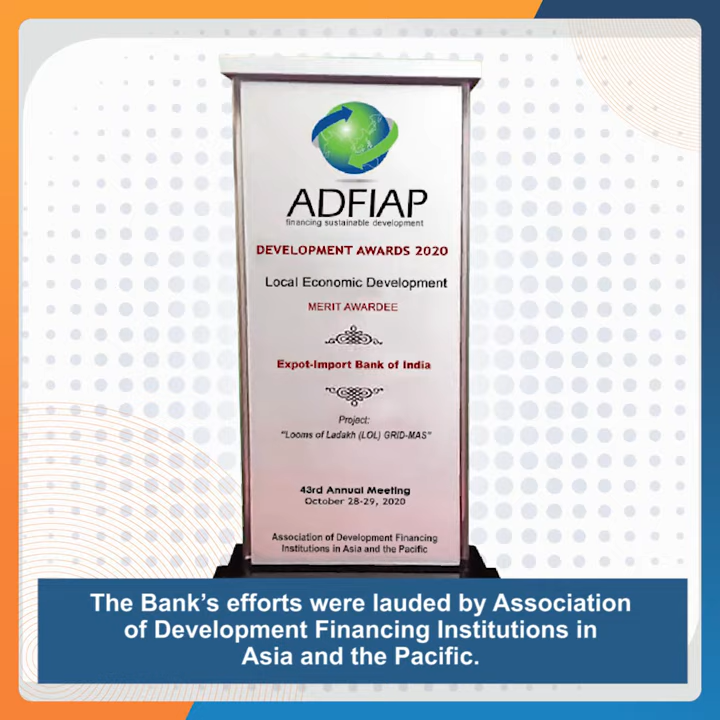 ADFIAP
financing sustainable development
DEVELOPMENT AWARDS 2020
Local Economic Development
MERIT AWARDEE
Expot-Import Bank of India
Project:
"Looms of Ladakh (LOL) GRID-MAS"
43rd Annual Meeting
October 28-29, 2020
Association of Development Financing
Institutions in Asia and the Pacific
The Bank's efforts were lauded by Association
of Development Financing Institutions in
Asia and the Pacific.